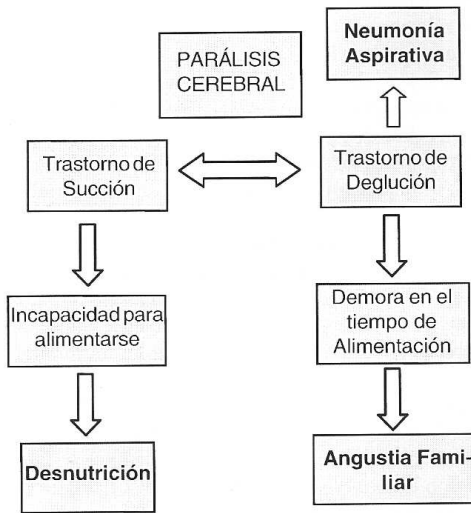 Neumonía
Aspirativa
PARÁLISIS
CEREBRAL
Trastorno de
Succión
Trastorno de
Deglución
Incapacidad para
alimentarse
Demora en el
tiempo de
Alimentación
Desnutrición
Angustia Fami-
liar